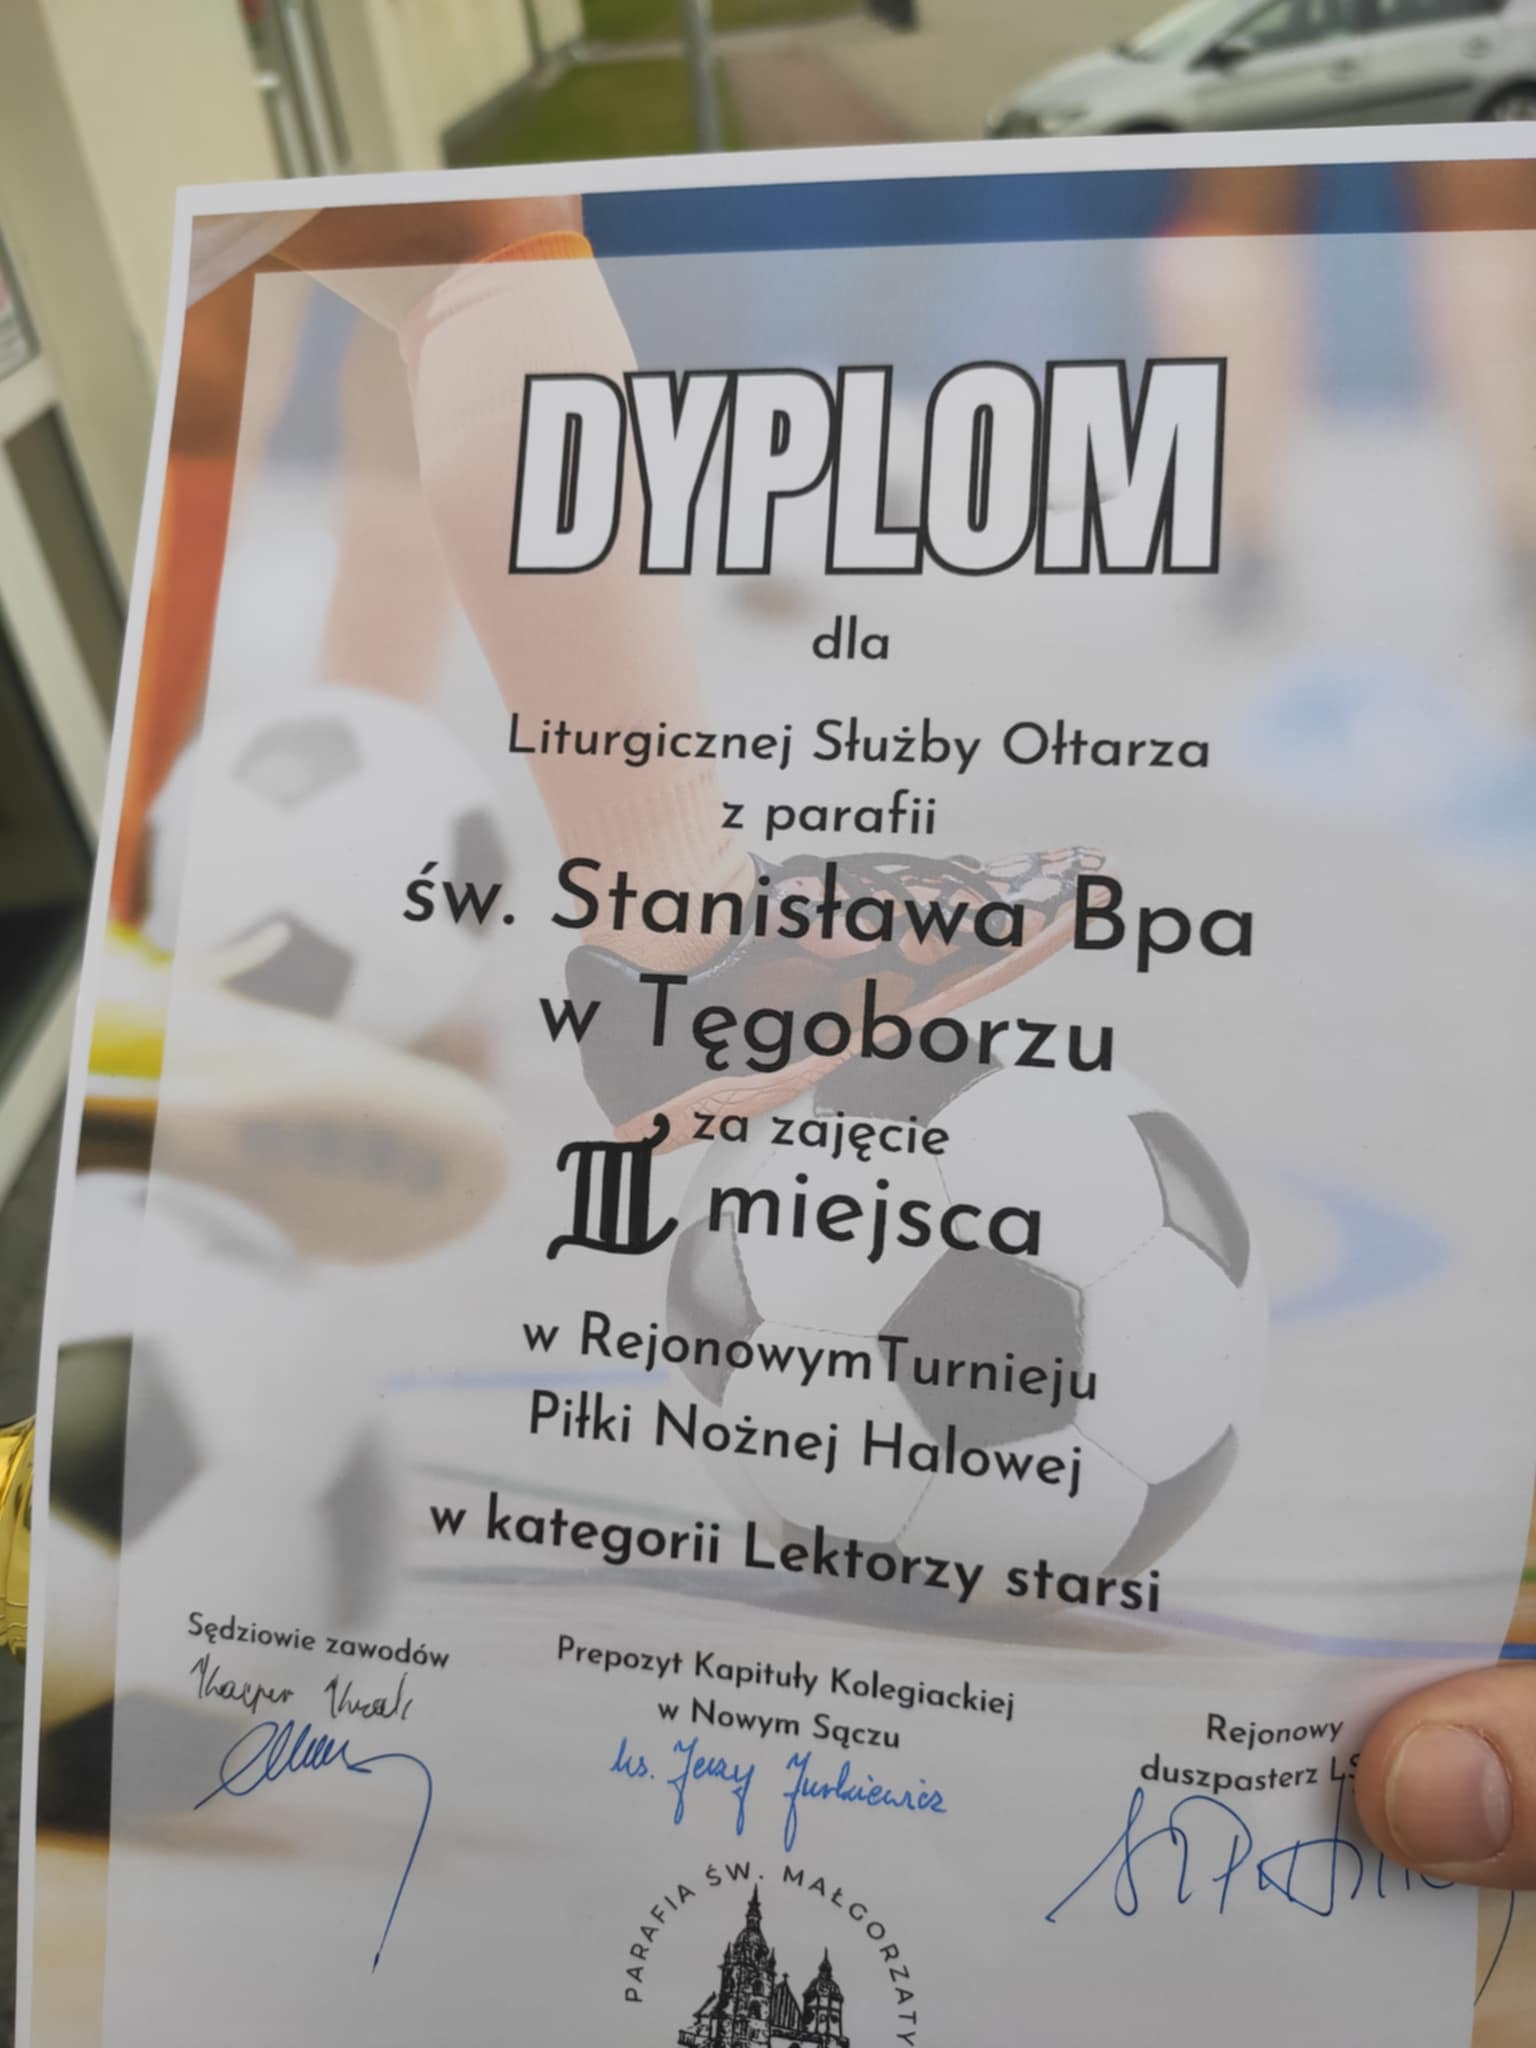 DYPLOM
dla
Liturgicznej Służby Ołtarza
z parafii
św. Stanisława Bpa
w Tęgoborzu
za zajęcie
III miejsca
w RejonowymTurnieju
Piłki Nożnej Halowej
w kategorii Lektorzy starsi
Sędziowie zawodów
Kacper
Prepozyt Kapituły Kolegiackiej
w Nowym Sączu
ks. Jerzy Jurkiewicz
Rejonowy
duszpasterz
PARAFIA ŚW. MAŁGORZATY